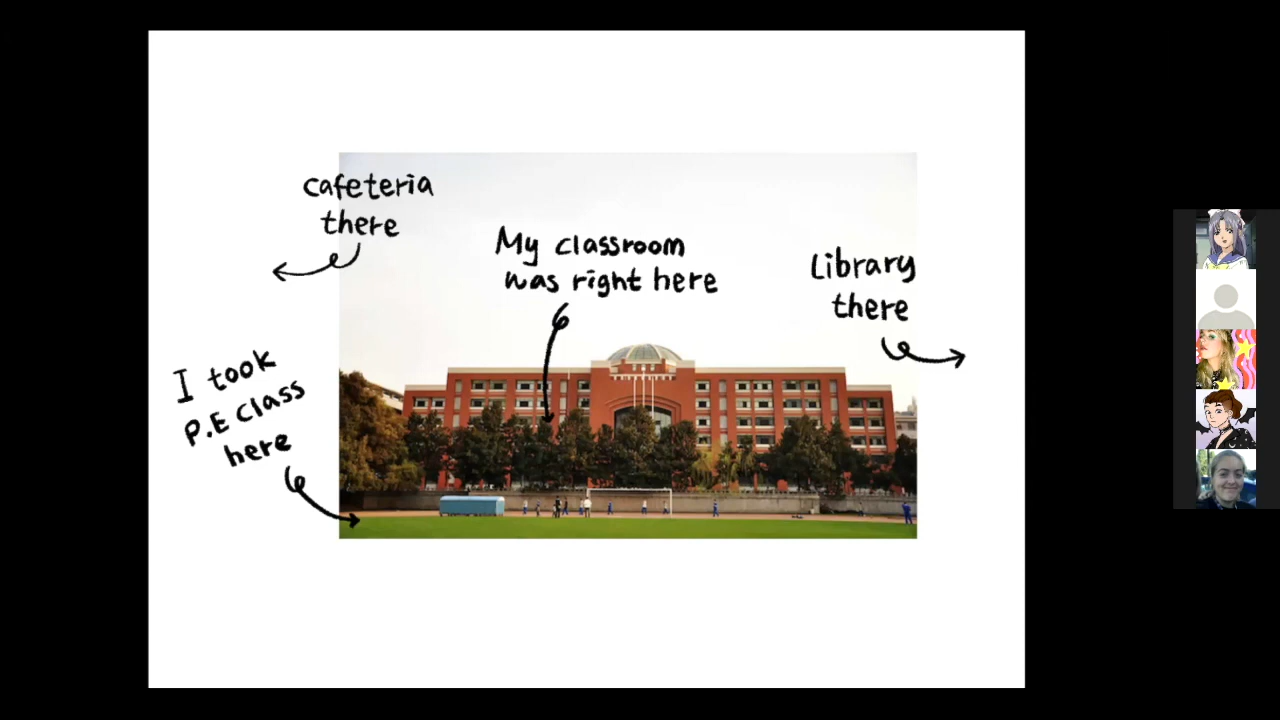 cafeteria
there
My classroom
was right here
Library
there
I took
P.E class
here